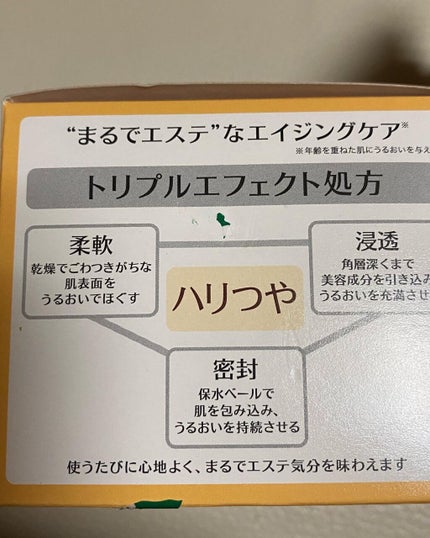 “まるでエステ”なエイジングケア※
※年齢を重ねた肌にうるおいを与え
トリプルエフェクト処方
柔軟
乾燥でごわつきがちな
肌表面を
うるおいでほぐす
浸透
角層深くまで
美容成分を引き込み
うるおいを充満させ
ハリつや
密封
保水ベールで
肌を包み込み、
うるおいを持続させる
使うたびに心地よく、まるでエステ気分を味わえます